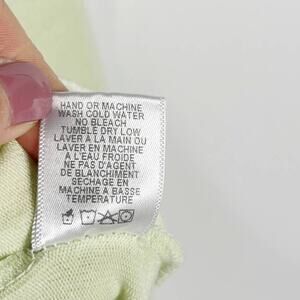 HAND OR MACHINE
WASH COLD WATER
NO BLEACH
TUMBLE DRY LOW
LAVER À LA MAIN OU
LAVER EN MACHINE
A L'EAU FROIDE
NE PAS D'AGENT
DE BLANCHIMENT
SECHAGE EN
MACHINE A BASSE
TEMPERATURE